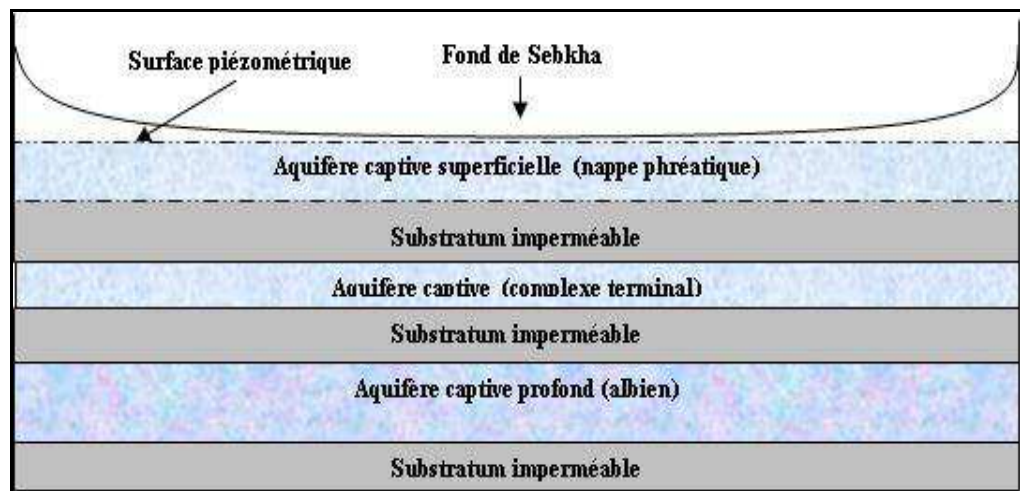 Fond de Sebkha
Surface piézométrique
Aquifère captive superficielle (nappe phréatique)
Substratum imperméable
Aquifère captive (complexe terminal)
Substratum imperméable
Aquifère captive profond (albien)
Substratum imperméable